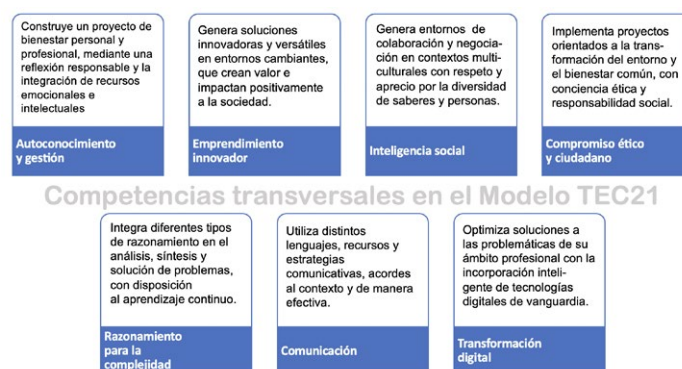 Construye un proyecto de
bienestar personal y
profesional, mediante una
reflexión responsable y la
integración de recursos
emocionales e
intelectuales
Autoconocimiento
y gestión
Genera soluciones
innovadoras y versátiles
en entornos cambiantes,
que crean valor e
impactan positivamente
a la sociedad.
Emprendimiento
innovador
Genera entornos de
colaboración y negocia-
ción en contextos multi-
culturales con respeto y
aprecio por la diversidad
de saberes y personas.
Inteligencia social
Implementa proyectos
orientados a la trans-
formación del entorno y
el bienestar común, con
conciencia ética y
responsabilidad social.
Compromiso ético
y ciudadano
Competencias transversales en el Modelo TEC21
Integra diferentes tipos
de razonamiento en el
análisis, síntesis y
solución de problemas,
con disposición
al aprendizaje continuo.
Razonamiento
para la
complejidad
Utiliza distintos
lenguajes, recursos y
estrategias
comunicativas, acordes
al contexto y de manera
efectiva.
Comunicación
Optimiza soluciones a
las problemáticas de su
ámbito profesional con la
incorporación inteli-
gente de tecnologías
digitales de vanguardia.
Transformación
digital